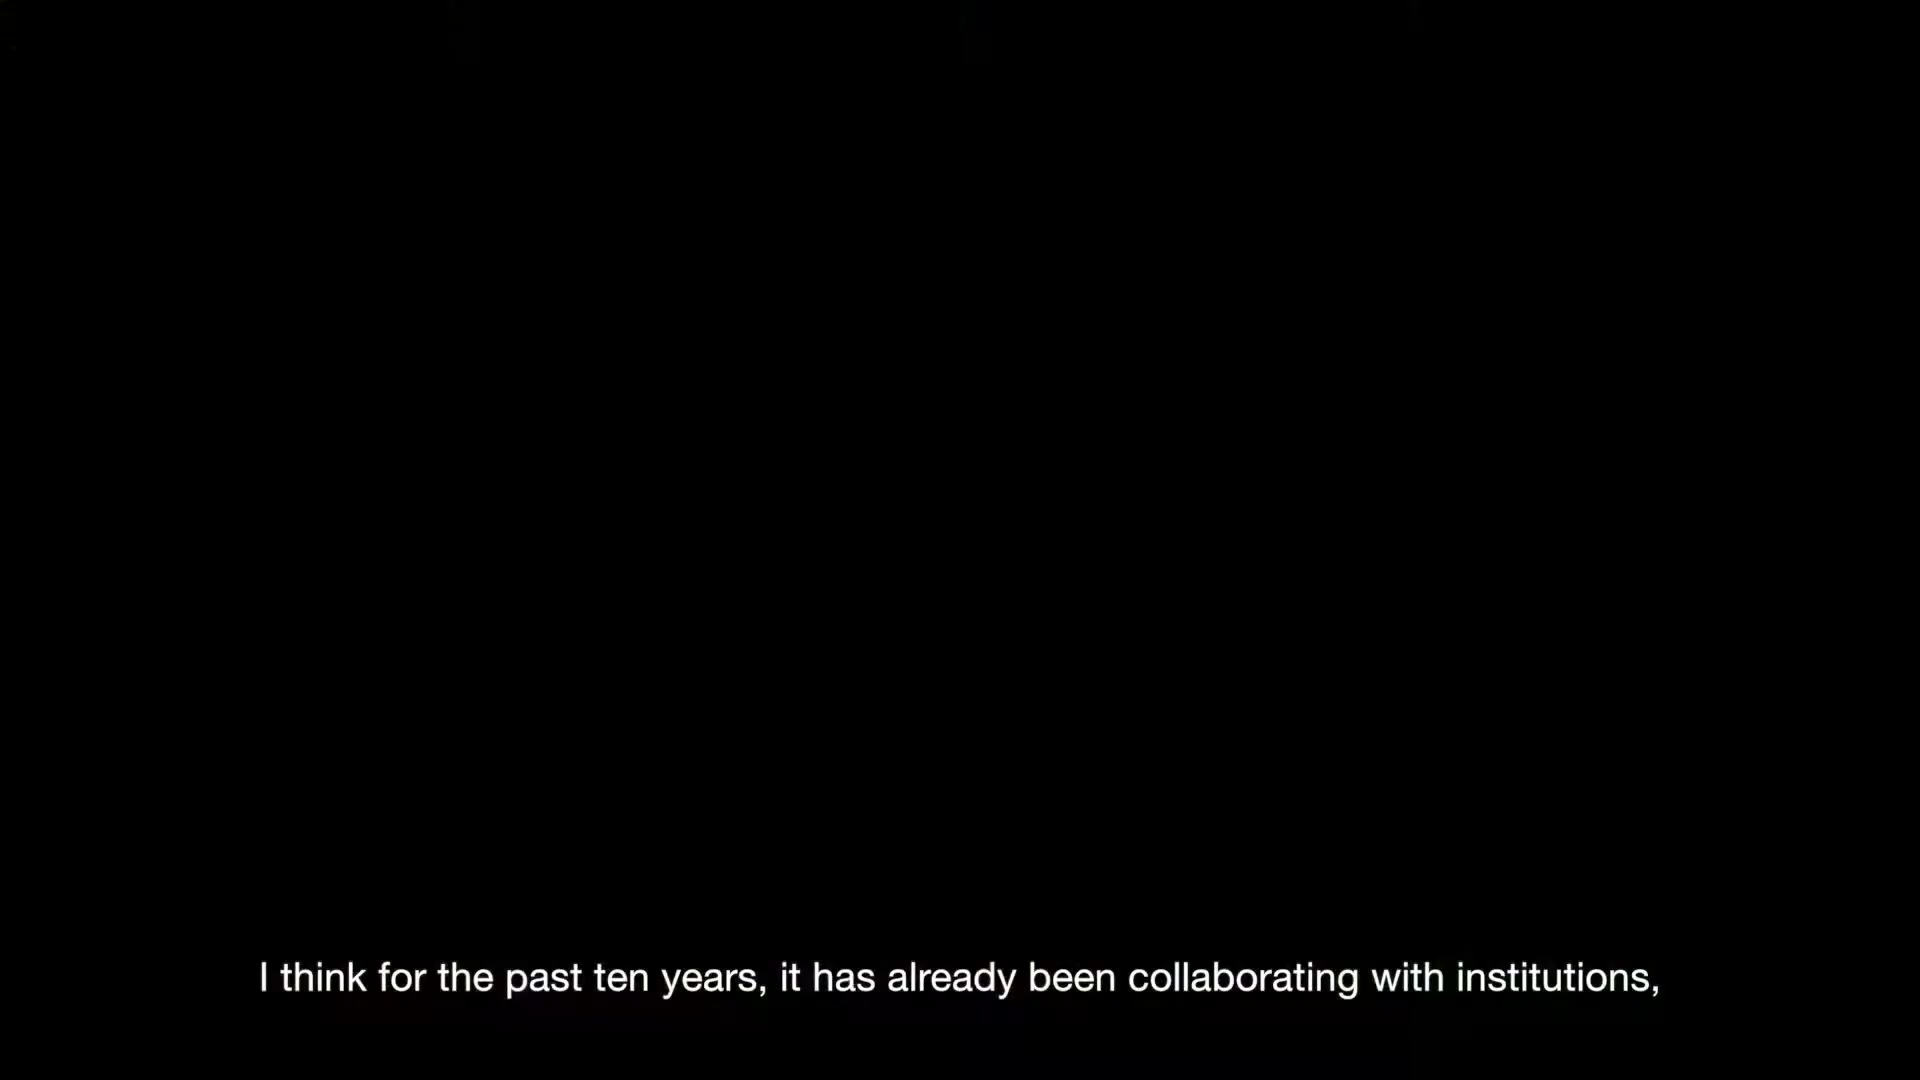 I think for the past ten years, it has already been collaborating with institutions,